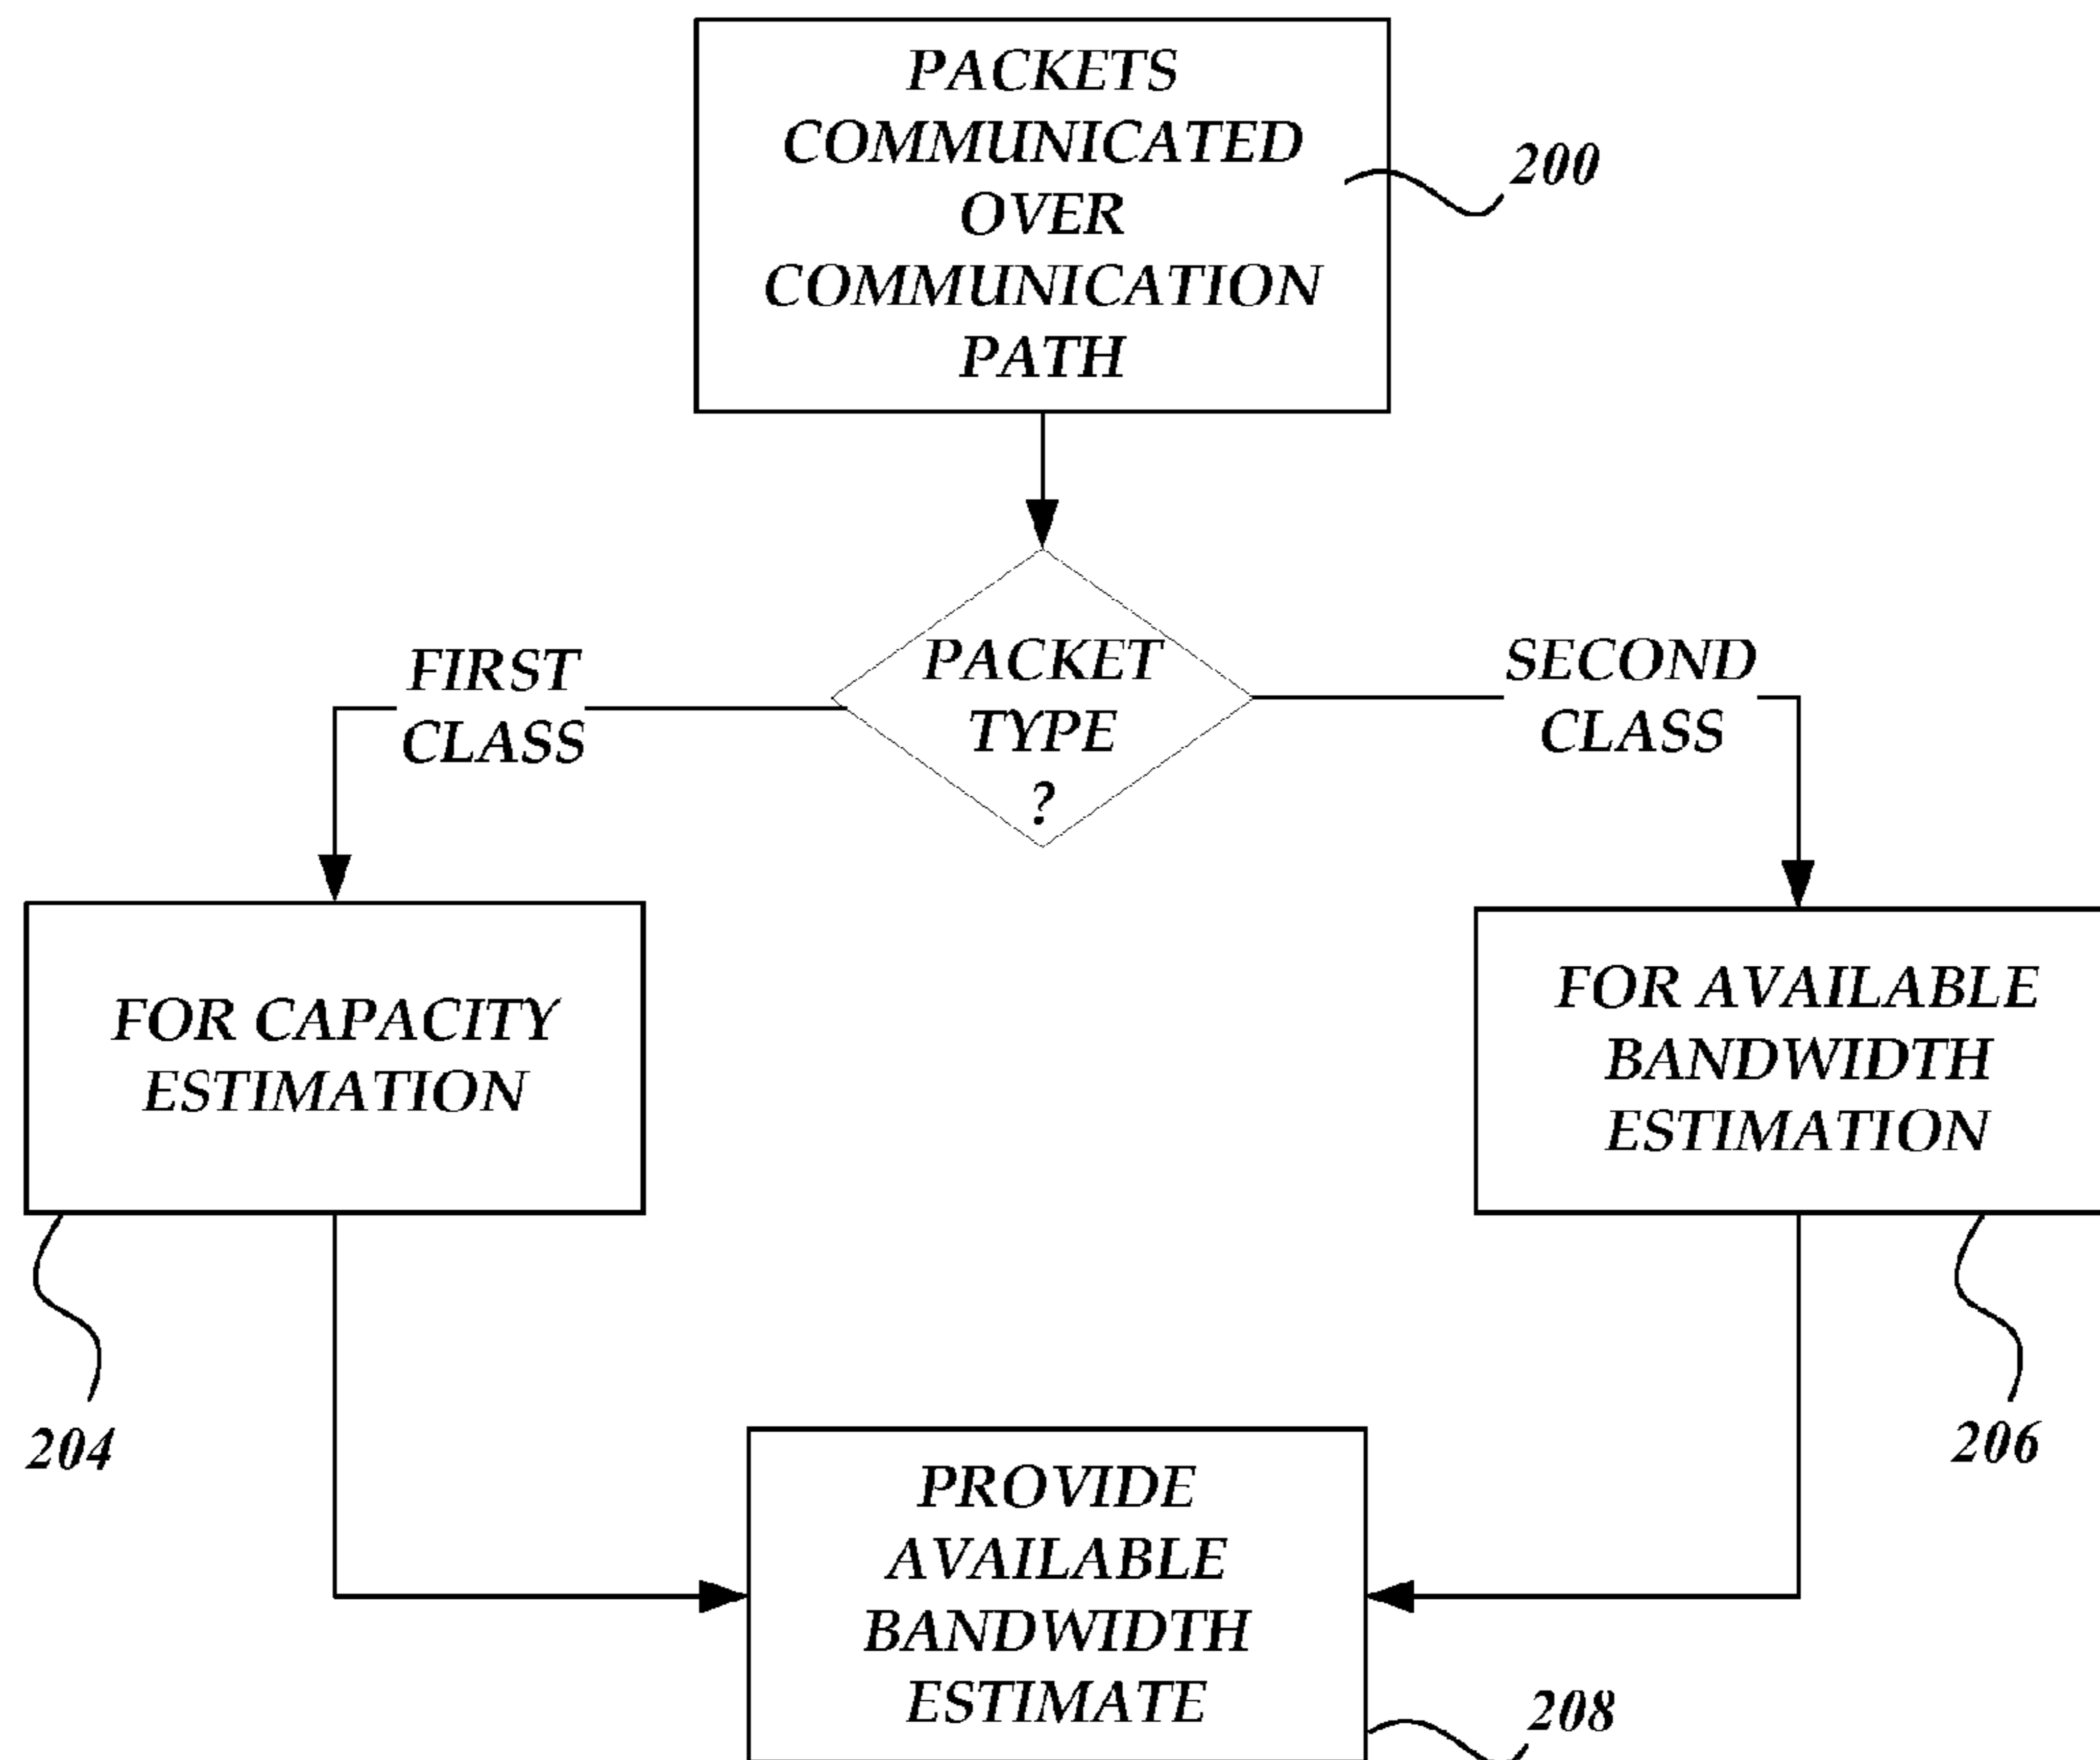 PACKETS
COMMUNICATED
OVER
COMMUNICATION
PATH
200
PACKET
TYPE
?
FIRST
CLASS
SECOND
CLASS
FOR CAPACITY
ESTIMATION
FOR AVAILABLE
BANDWIDTH
ESTIMATION
204
206
PROVIDE
AVAILABLE
BANDWIDTH
ESTIMATE
208